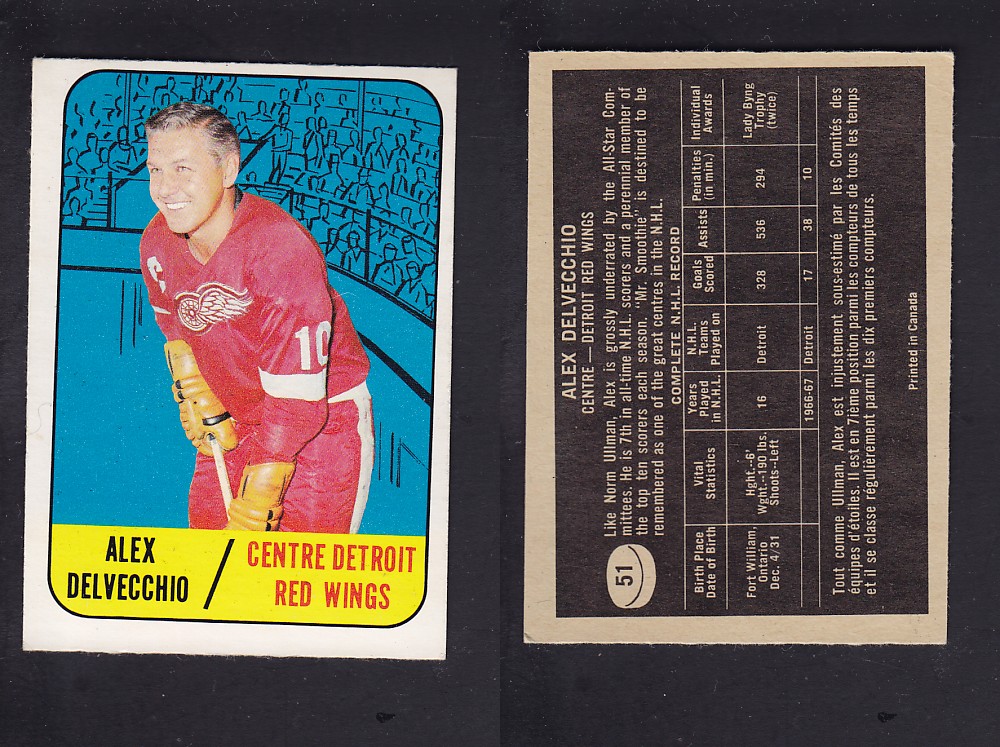 C
10
ALEX
DELVECCHIO
CENTRE DETROIT
RED WINGS
51
ALEX DELVECCHIO
CENTRE — DETROIT RED WINGS
Like Norm Ullman, Alex is grossly underrated by the All-Star Com-
mittees. He is 7th in all-time N.H.L. scorers and a perennial member of
the top ten scorers each season. "Mr. Smoothie" is destined to be
remembered as one of the great centres in the N.H.L.
COMPLETE N.H.L. RECORD
Birth Place
Date of Birth
Vital
Statistics
Years
Played
in N.H.L.
N.H.L.
Teams
Played on
Goals
Scored
Assists
Penalties
(in min.)
Individual
Awards
Fort William,
Ontario
Dec. 4/31
Hght.--6'
Wght.-190 lbs.
Shoots--Left
16
Detroit
328
536
294
Lady Byng
Trophy
(twice)
1966-67
Detroit
17
38
10
Tout comme Ullman, Alex est injustement sous-estimé par les Comités des
équipes d'étoiles. Il est en 7ième position parmi les compteurs de tous les temps
et il se classe régulièrement parmi les dix premiers compteurs.
Printed in Canada